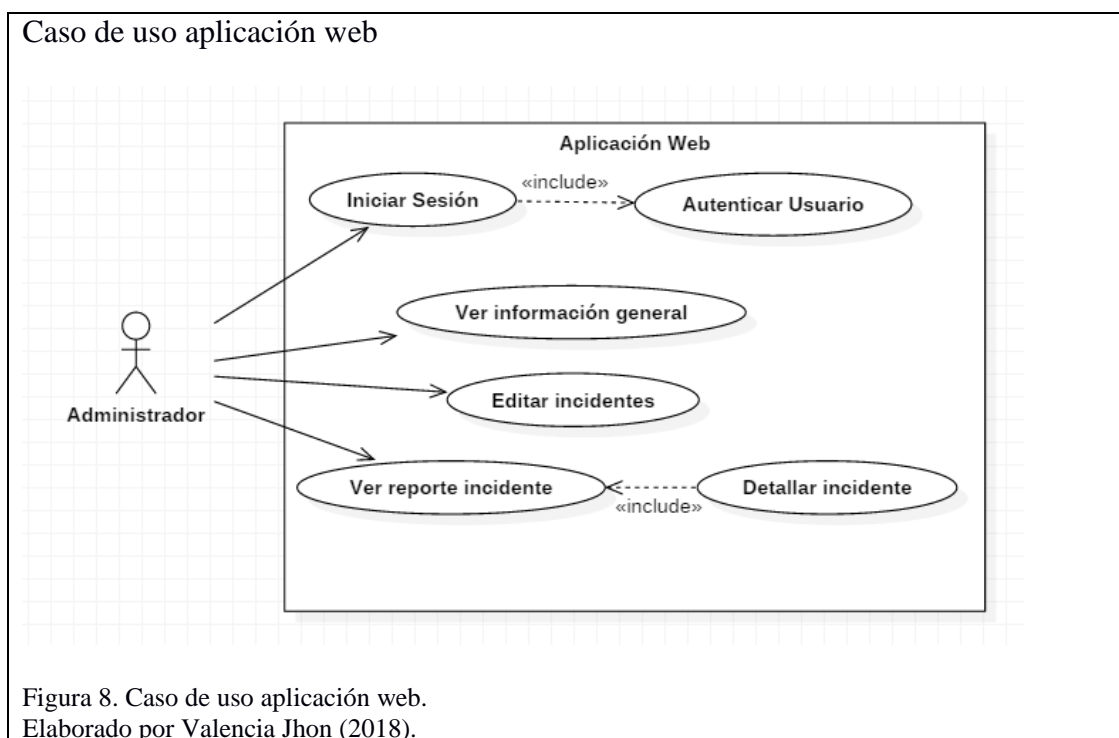 Caso de uso aplicación web
Aplicación Web
Iniciar Sesión
«include»
Autenticar Usuario
Ver información general
Administrador
Editar incidentes
Ver reporte incidente
«include»
Detallar incidente
Figura 8. Caso de uso aplicación web.
Elaborado por Valencia Jhon (2018).